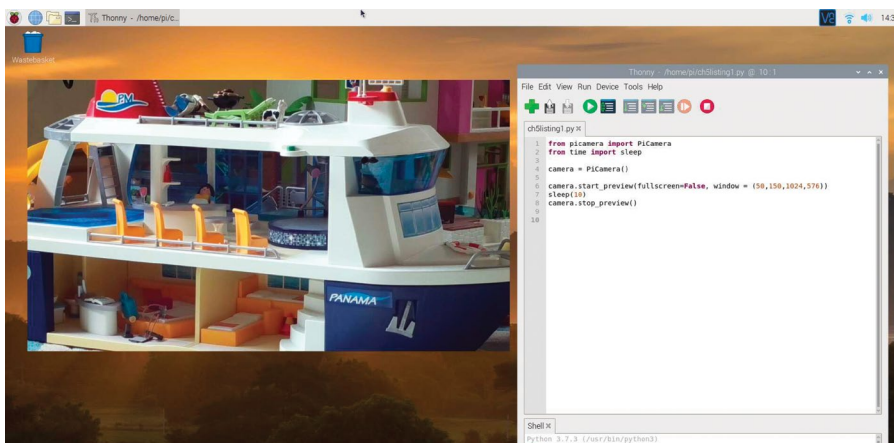 Thonny - /home/pi/c...
14:3
Wastebasket
PM
PANAMA
Thonny - /home/pi/ch5listing1.py @ 10 : 1
File Edit View Run Device Tools Help
ch5listing1.py
1 from picamera import PiCamera
2 from time import sleep
3
4 camera = PiCamera()
5
6 camera.start_preview(fullscreen=False, window = (50,150,1024,576))
7 sleep(10)
8 camera.stop_preview()
9
10
Shell
Python 3.7.3 (/usr/bin/python3)